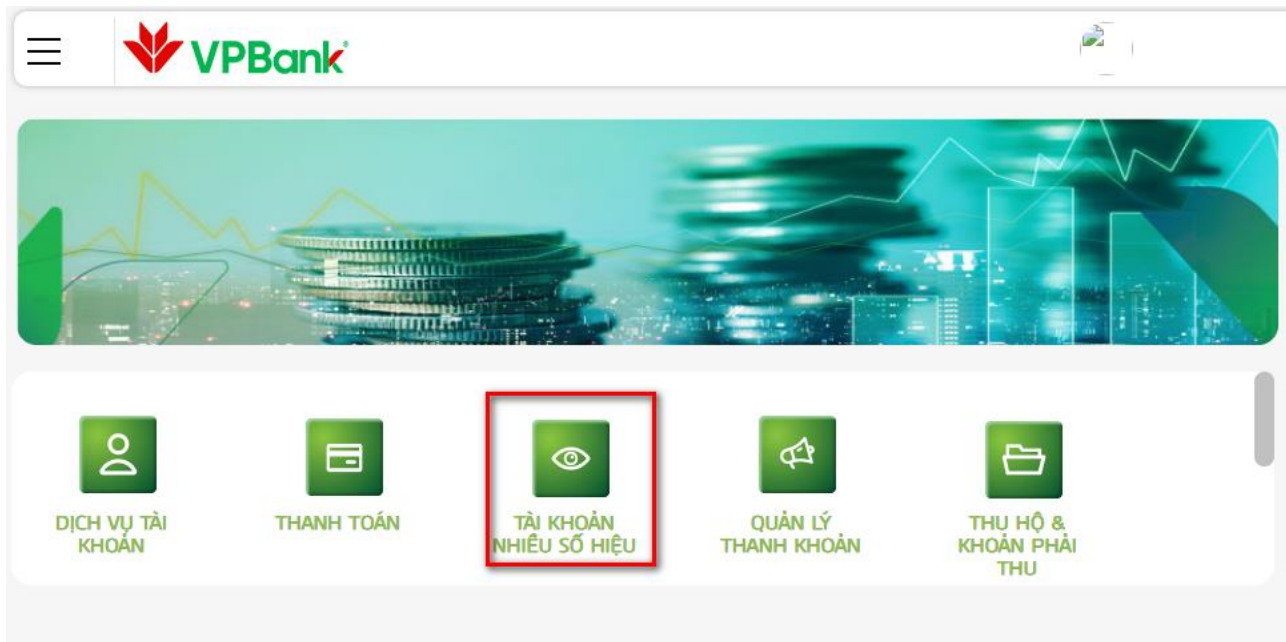 VPBank
DỊCH VỤ TÀI
KHOẢN
THANH TOÁN
TÀI KHOẢN
NHIỀU SỐ HIỆU
QUẢN LÝ
THANH KHOẢN
THU HỘ &
KHOẢN PHẢI
THU